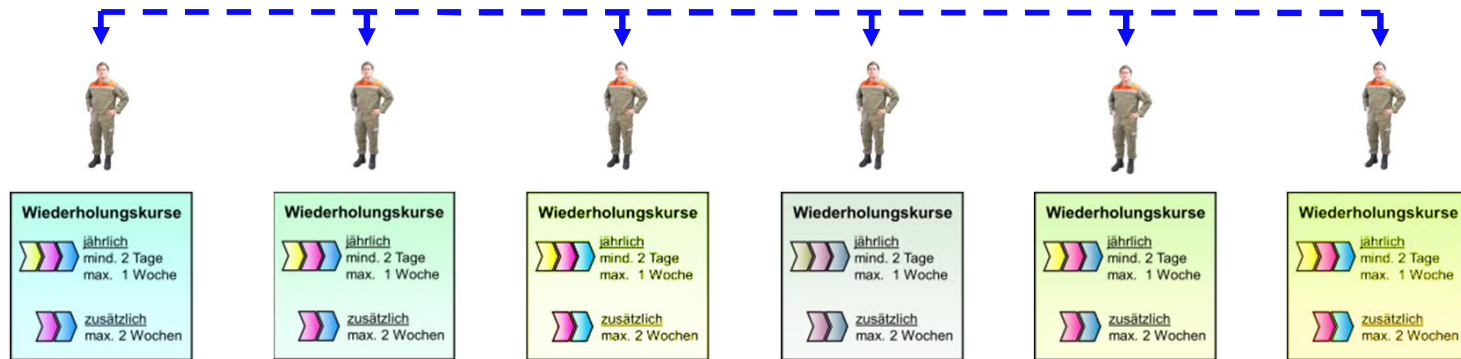 Wiederholungskurse
jährlich
mind. 2 Tage
max. 1 Woche
zusätzlich
max. 2 Wochen
Wiederholungskurse
jährlich
mind. 2 Tage
max. 1 Woche
zusätzlich
max. 2 Wochen
Wiederholungskurse
jährlich
mind. 2 Tage
max. 1 Woche
zusätzlich
max. 2 Wochen
Wiederholungskurse
jährlich
mind. 2 Tage
max. 1 Woche
zusätzlich
max. 2 Wochen
Wiederholungskurse
jährlich
mind. 2 Tage
max. 1 Woche
zusätzlich
max. 2 Wochen
Wiederholungskurse
jährlich
mind. 2 Tage
max. 1 Woche
zusätzlich
max. 2 Wochen